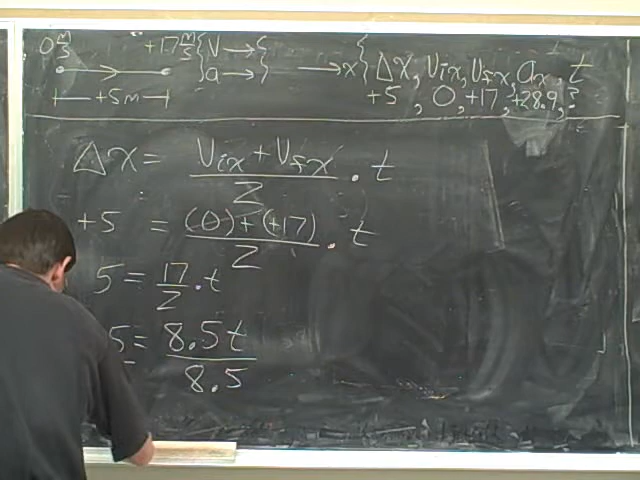 0 m/s +17 m/s { V → { → x { Δx, Vix, Vfx, ax, t
a →
+5m +5, 0, +17, +28.9, ?
Δx = (Vix + Vfx)/2 · t
+5 = ((0) + (+17))/2 · t
5 = 17/2 · t
5 = 8.5t/8.5